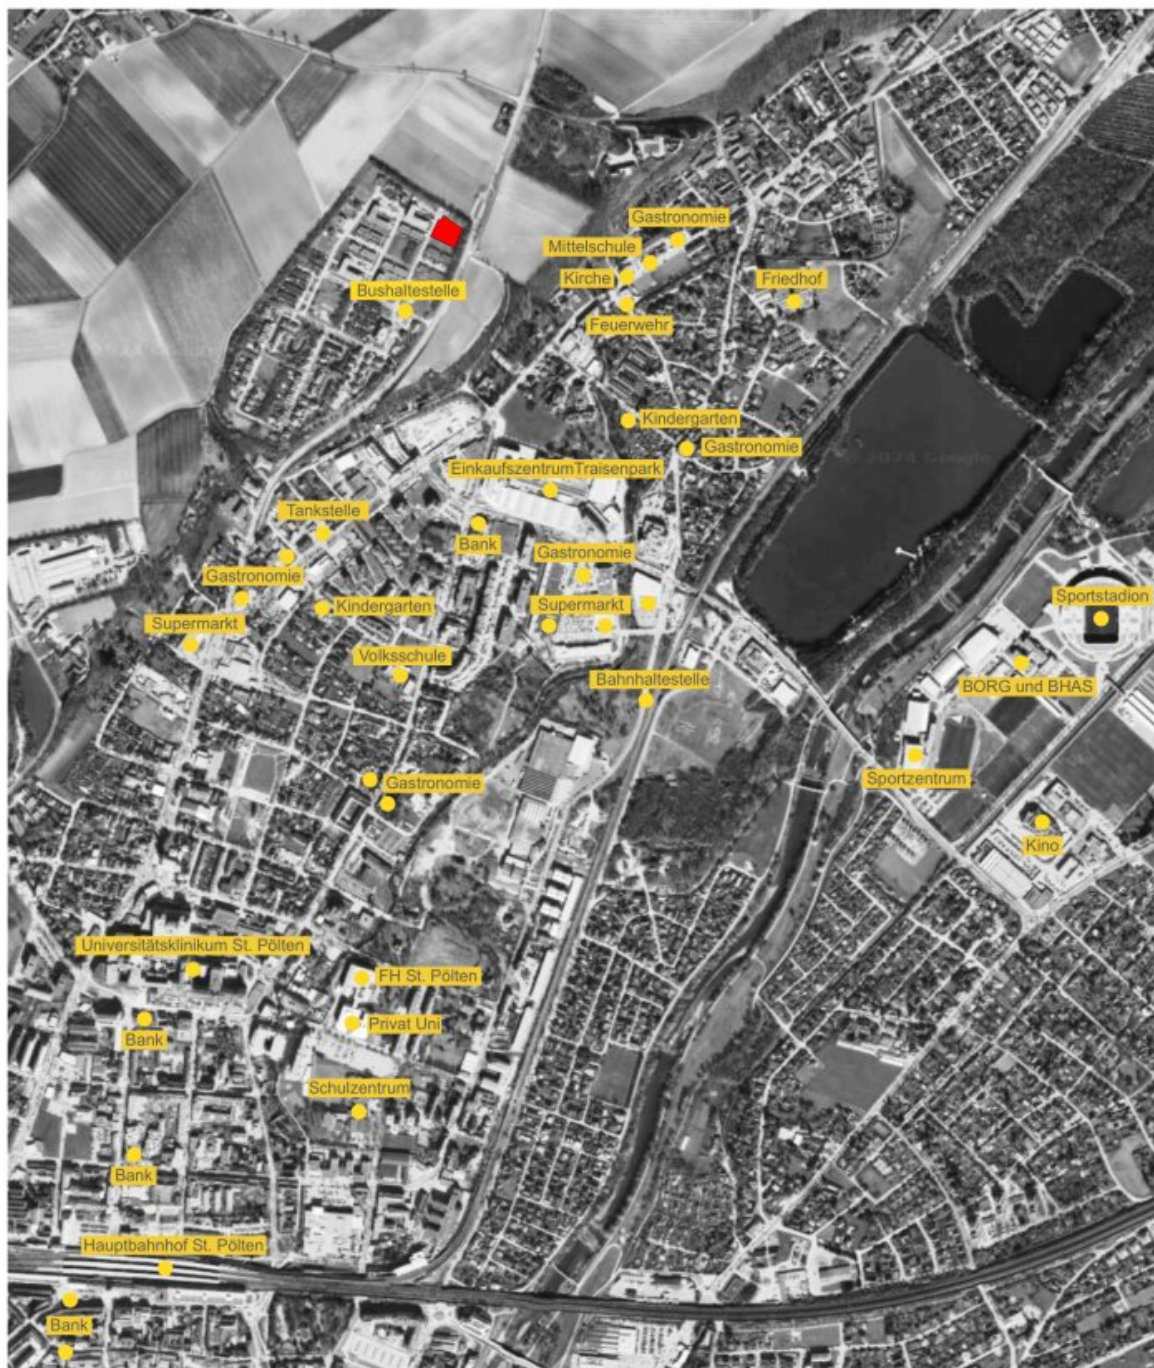 Gastronomie
Mittelschule
Kirche
Friedhof
Bushaltestelle
Feuerwehr
Kindergarten
Gastronomie
© 2024 Google
EinkaufszentrumTraisenpark
Tankstelle
Bank
Gastronomie
Gastronomie
Sportstadion
Kindergarten
Supermarkt
Supermarkt
Volksschule
Bahnhaltestelle
BORG und BHAS
Sportzentrum
Gastronomie
Kino
Universitätsklinikum St. Pölten
FH St. Pölten
Privat Uni
Bank
Schulzentrum
Bank
Hauptbahnhof St. Pölten
Bank